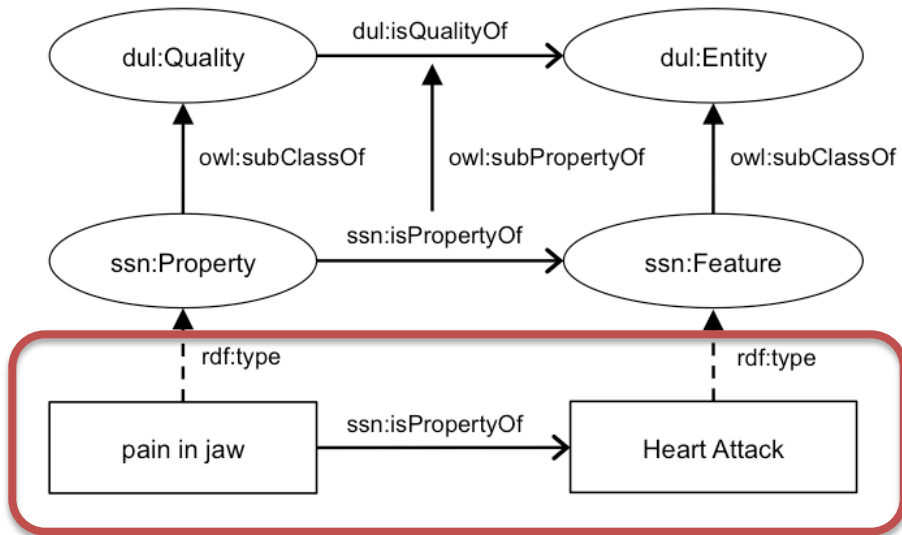 dul:isQualityOf
dul:Quality
dul:Entity
owl:subClassOf
owl:subPropertyOf
owl:subClassOf
ssn:isPropertyOf
ssn:Property
ssn:Feature
rdf:type
rdf:type
ssn:isPropertyOf
pain in jaw
Heart Attack